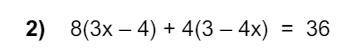 2) 8(3x – 4) + 4(3 – 4x) = 36